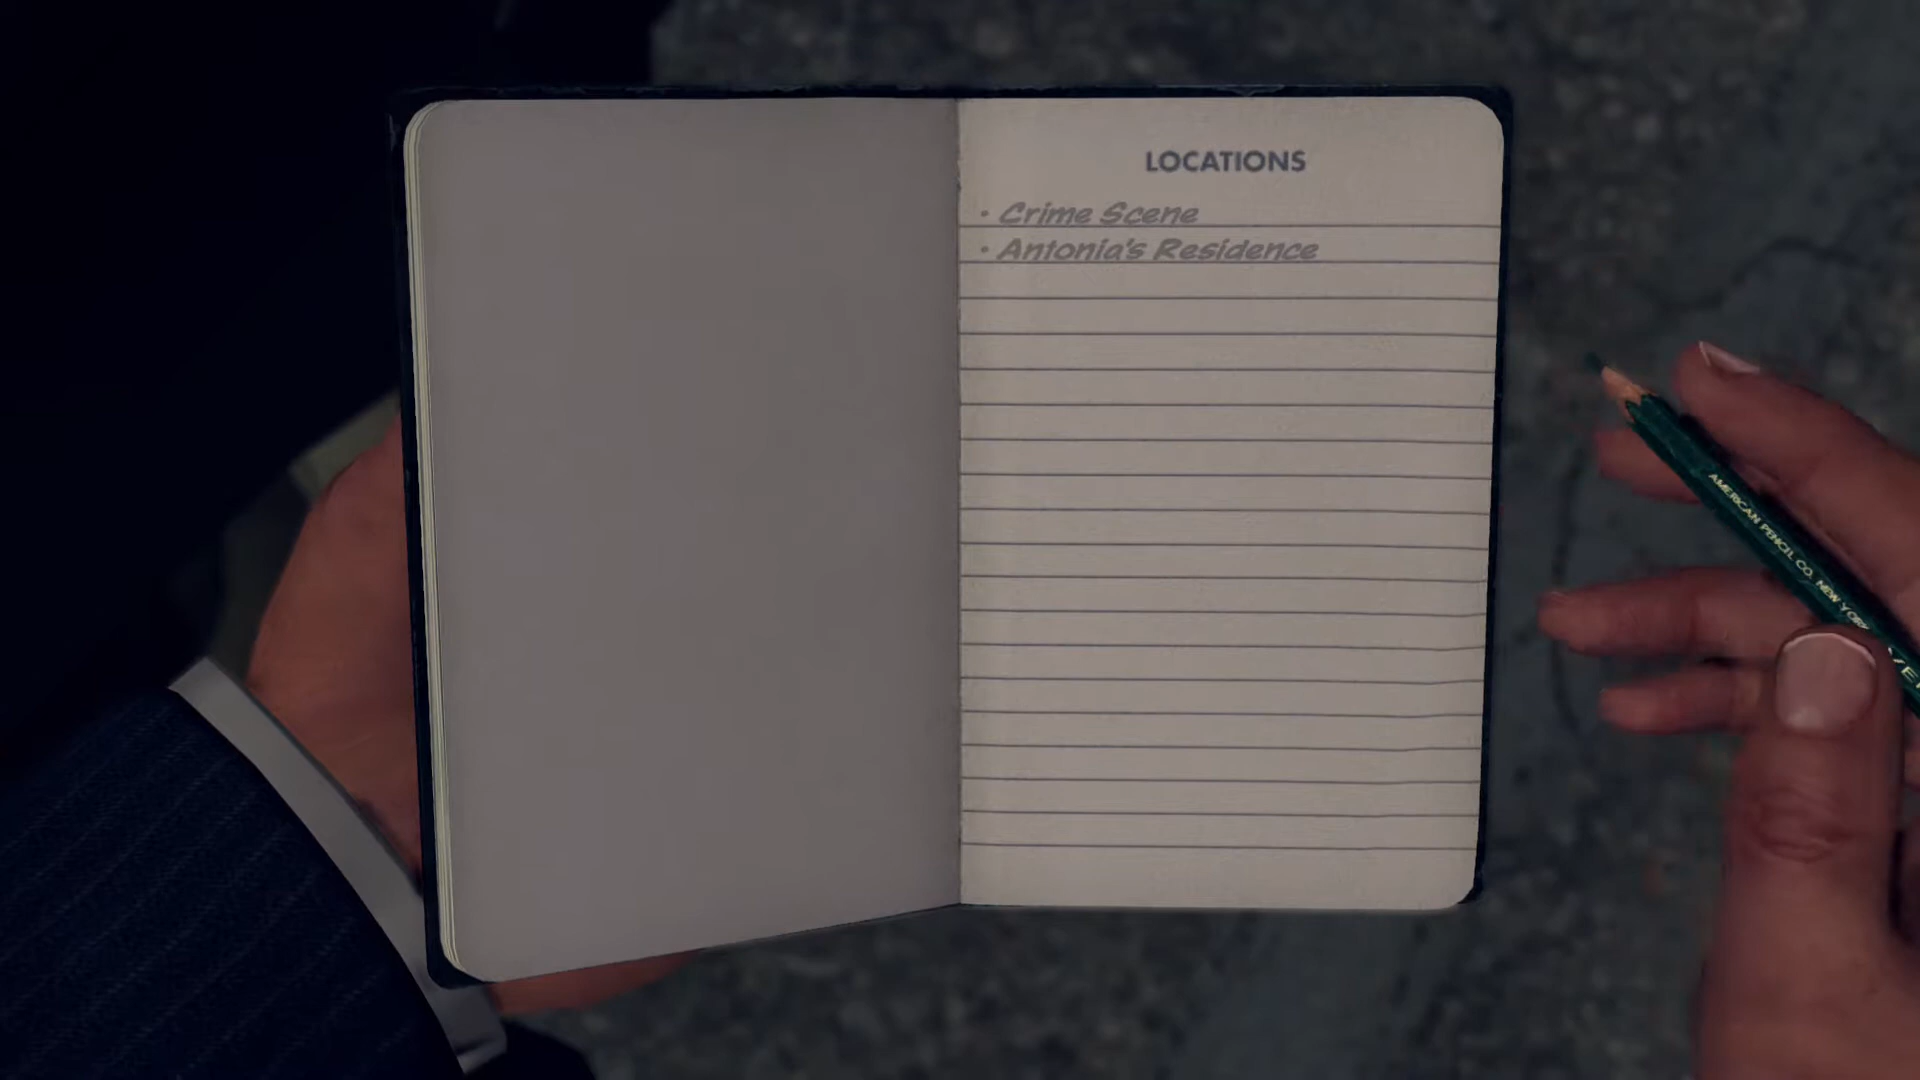 LOCATIONS
• Crime Scene
• Antonia's Residence
AMERICAN PENCIL CO. NEW YORK